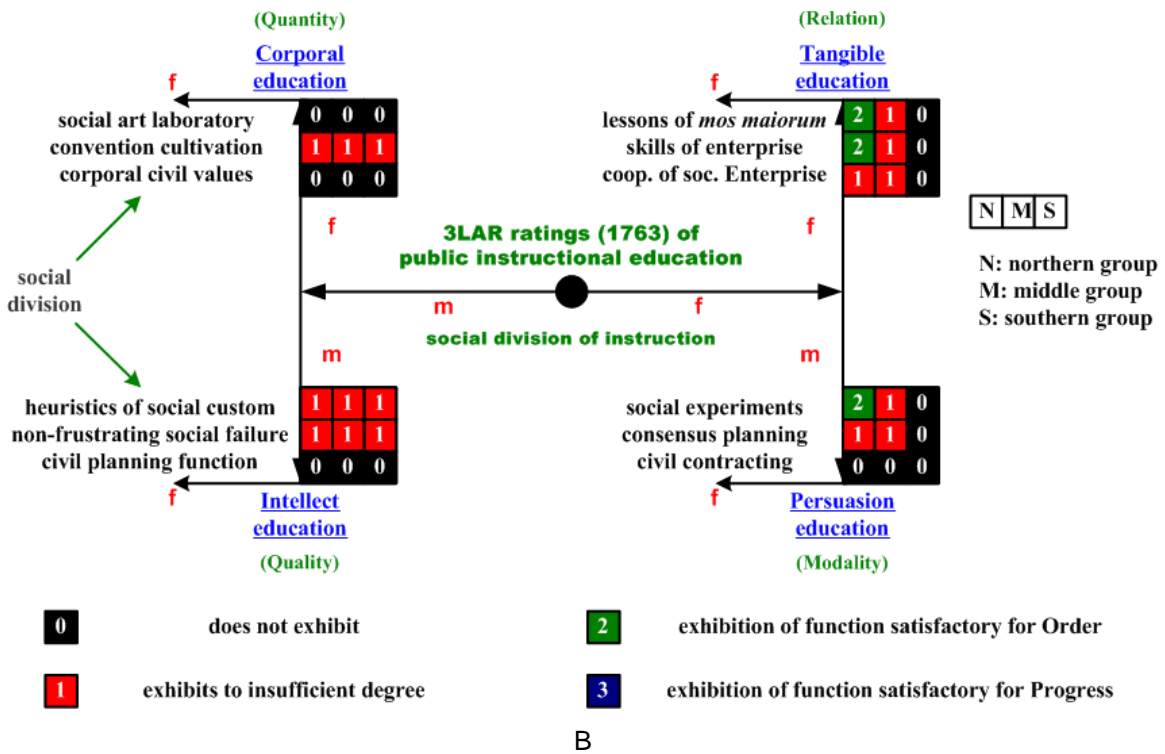 (Quantity)
Corporal
education
f
social art laboratory
convention cultivation
corporal civil values
0 0 0
1 1 1
0 0 0
f
(Relation)
Tangible
education
f
lessons of mos maiorum
skills of enterprise
coop. of soc. Enterprise
2 1 0
2 1 0
1 1 0
f
N M S
N: northern group
M: middle group
S: southern group
3LAR ratings (1763) of
public instructional education
m
f
social division of instruction
social
division
m
heuristics of social custom
non-frustrating social failure
civil planning function
1 1 1
1 1 1
0 0 0
f
Intellect
education
(Quality)
m
social experiments
consensus planning
civil contracting
2 1 0
1 1 0
0 0 0
f
Persuasion
education
(Modality)
0 does not exhibit
2 exhibition of function satisfactory for Order
1 exhibits to insufficient degree
3 exhibition of function satisfactory for Progress
B